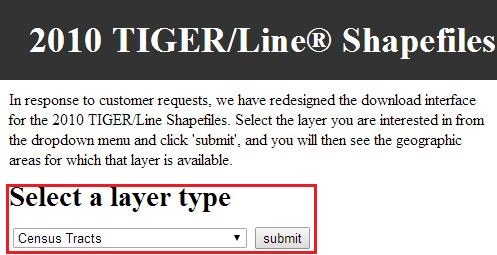 2010 TIGER/Line® Shapefiles
In response to customer requests, we have redesigned the download interface
for the 2010 TIGER/Line Shapefiles. Select the layer you are interested in from
the dropdown menu and click 'submit', and you will then see the geographic
areas for which that layer is available.
Select a layer type
Census Tracts submit